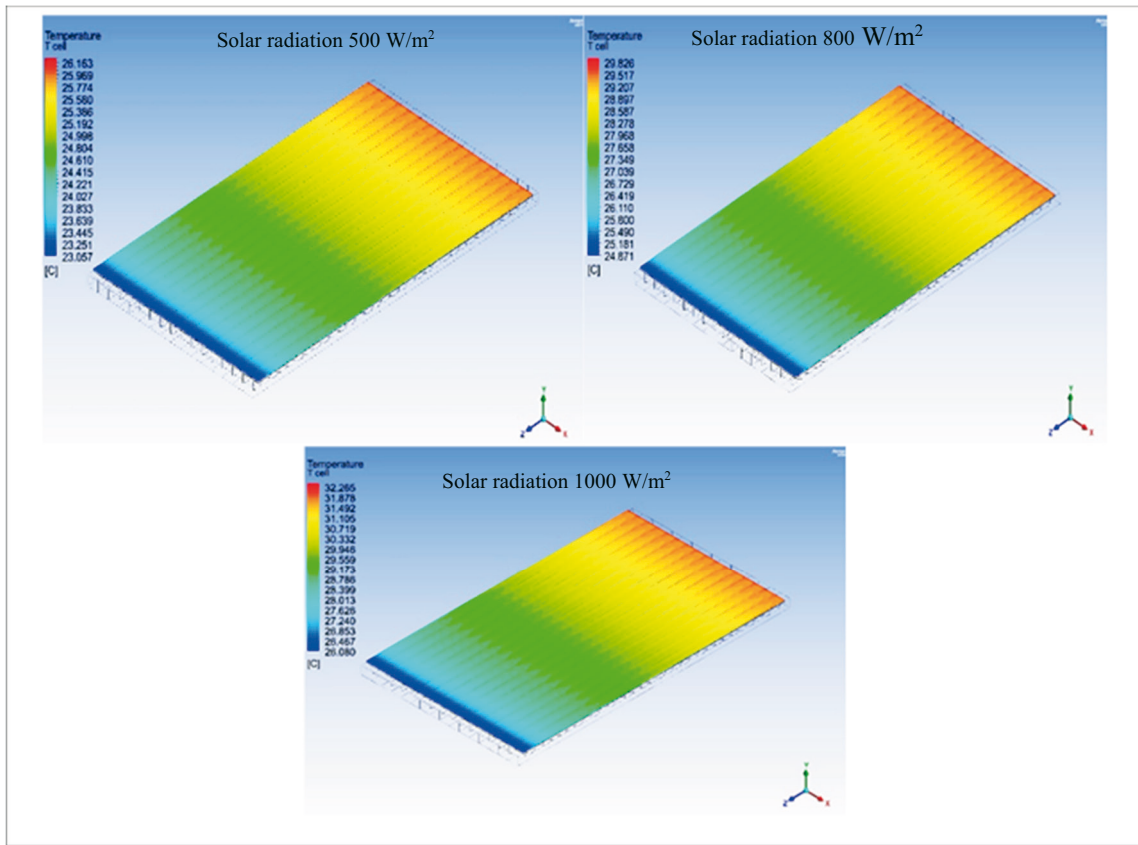 Temperature
T cell
Solar radiation 500 W/m²
26.163
25.969
25.774
25.580
25.386
25.192
24.998
24.804
24.610
24.415
24.221
24.027
23.833
23.639
23.445
23.251
23.057
[C]
Y
Z
X
Temperature
T cell
Solar radiation 800 W/m²
29.826
29.517
29.207
28.897
28.587
28.278
27.968
27.658
27.349
27.039
26.729
26.419
26.110
25.800
25.490
25.181
24.871
[C]
Y
Z
X
Temperature
T cell
Solar radiation 1000 W/m²
32.265
31.878
31.492
31.105
30.719
30.332
29.946
29.559
29.173
28.786
28.399
28.013
27.626
27.240
26.853
26.467
26.080
[C]
Y
Z
X